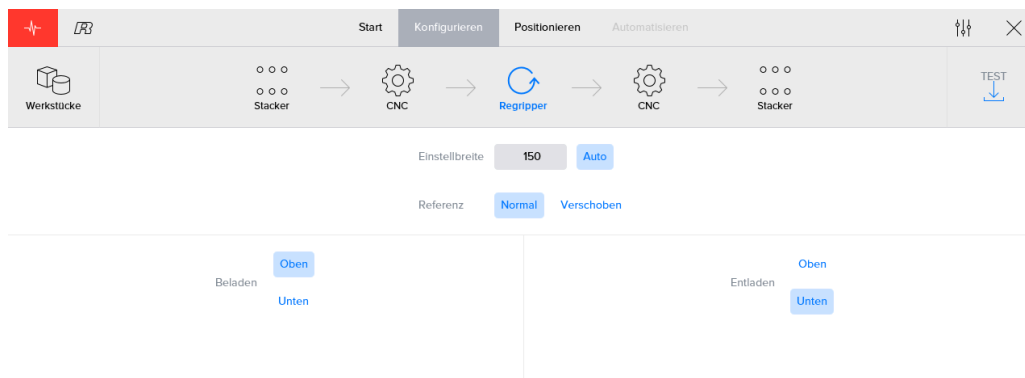 Start Konfigurieren Positionieren Automatisieren
Werkstücke Stacker CNC Regripper CNC Stacker TEST
Einstellbreite 150 Auto
Referenz Normal Verschoben
Beladen Oben Unten
Entladen Oben Unten